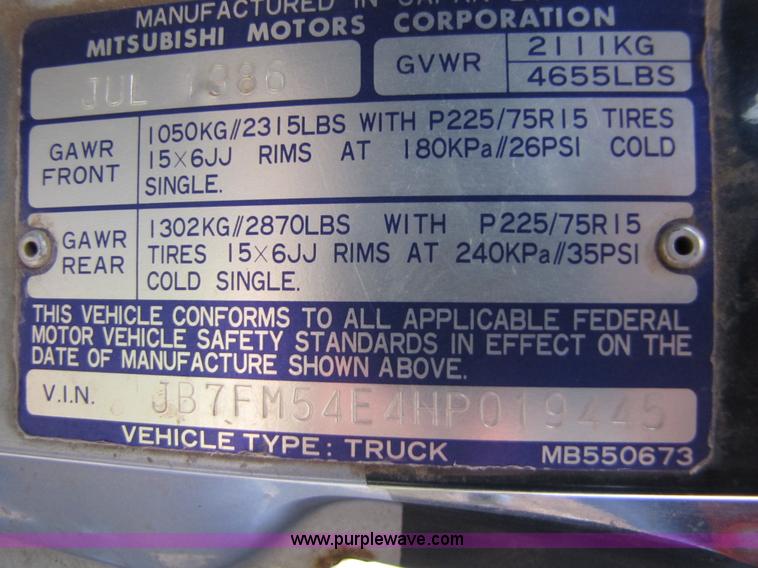 MANUFACTURED IN JAPAN
MITSUBISHI MOTORS CORPORATION
JUL 1986
GVWR
2111KG
4655LBS
GAWR FRONT
1050KG//2315LBS WITH P225/75R15 TIRES
15×6JJ RIMS AT 180KPa//26PSI COLD
SINGLE.
GAWR REAR
1302KG//2870LBS WITH P225/75R15
TIRES 15×6JJ RIMS AT 240KPa//35PSI
COLD SINGLE.
THIS VEHICLE CONFORMS TO ALL APPLICABLE FEDERAL
MOTOR VEHICLE SAFETY STANDARDS IN EFFECT ON THE
DATE OF MANUFACTURE SHOWN ABOVE.
V.I.N. JB7FM54E4HP019445
VEHICLE TYPE: TRUCK MB550673
www.purplewave.com